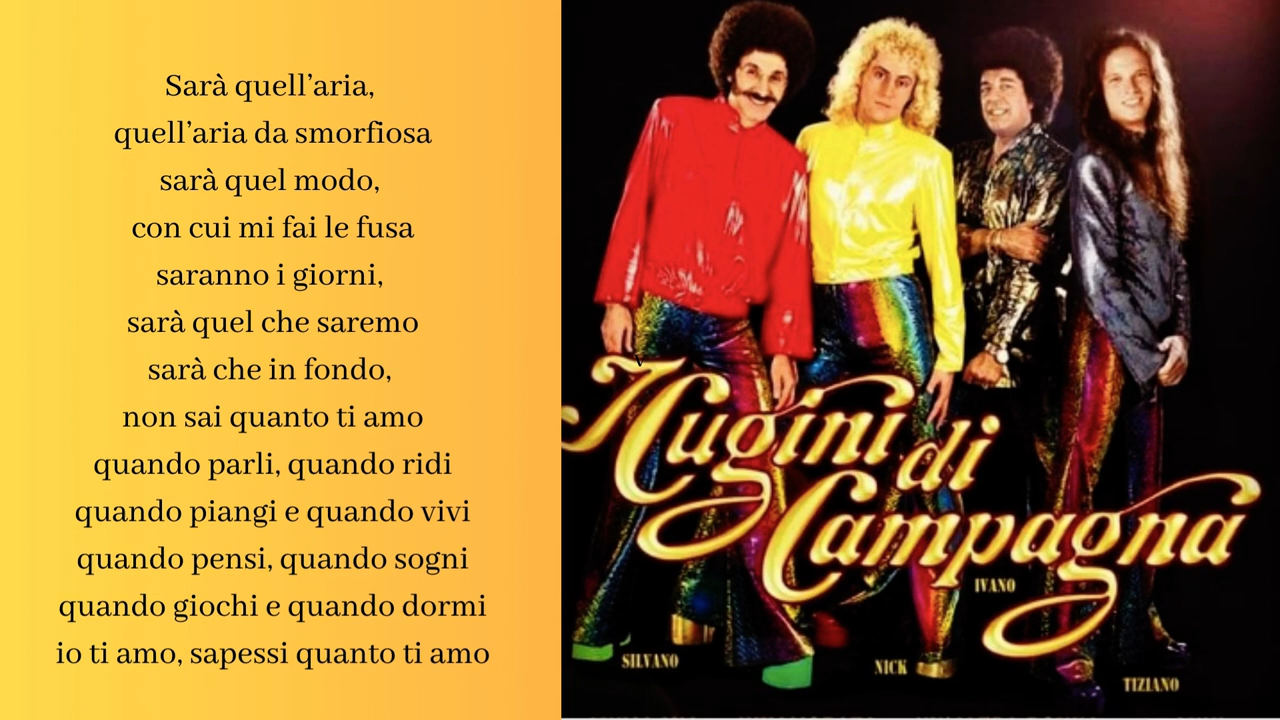 Sarà quell’aria,
quell’aria da smorfiosa
sarà quel modo,
con cui mi fai le fusa
saranno i giorni,
sarà quel che saremo
sarà che in fondo,
non sai quanto ti amo
quando parli, quando ridi
quando piangi e quando vivi
quando pensi, quando sogni
quando giochi e quando dormi
io ti amo, sapessi quanto ti amo
I Cugini di
Campagna
SILVANO
NICK
IVANO
TIZIANO